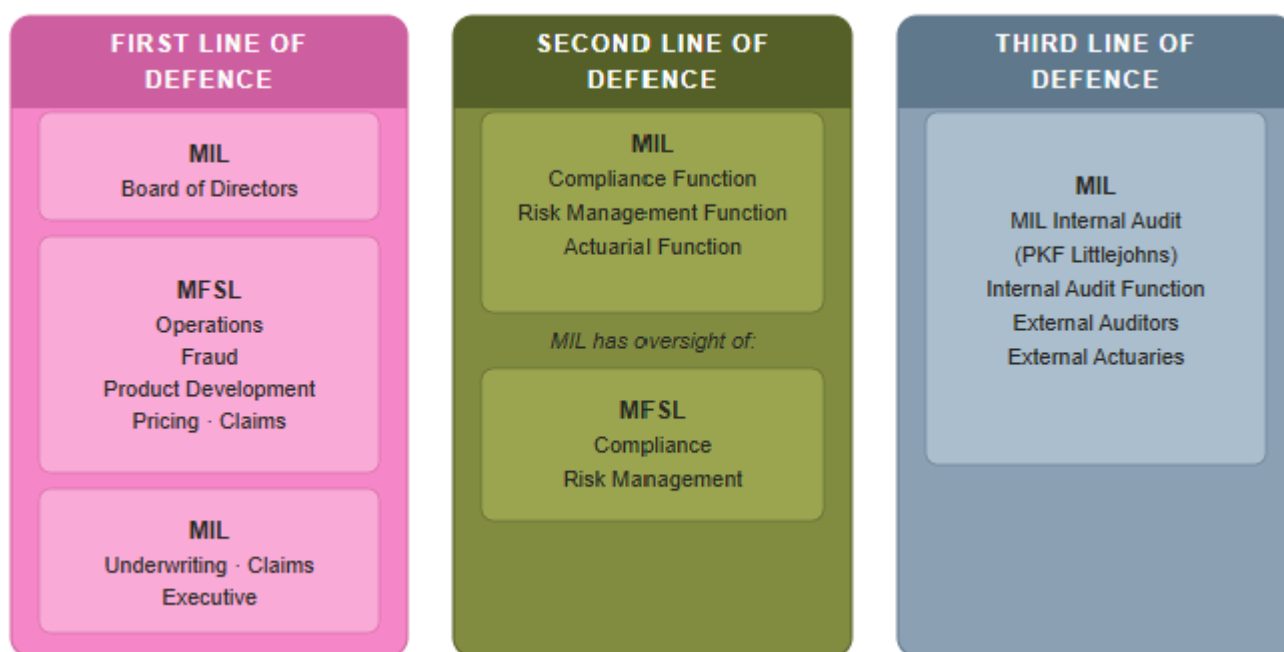 FIRST LINE OF
DEFENCE
MIL
Board of Directors
MFSL
Operations
Fraud
Product Development
Pricing · Claims
MIL
Underwriting · Claims
Executive
SECOND LINE OF
DEFENCE
MIL
Compliance Function
Risk Management Function
Actuarial Function
MIL has oversight of:
MFSL
Compliance
Risk Management
THIRD LINE OF
DEFENCE
MIL
MIL Internal Audit
(PKF Littlejohns)
Internal Audit Function
External Auditors
External Actuaries